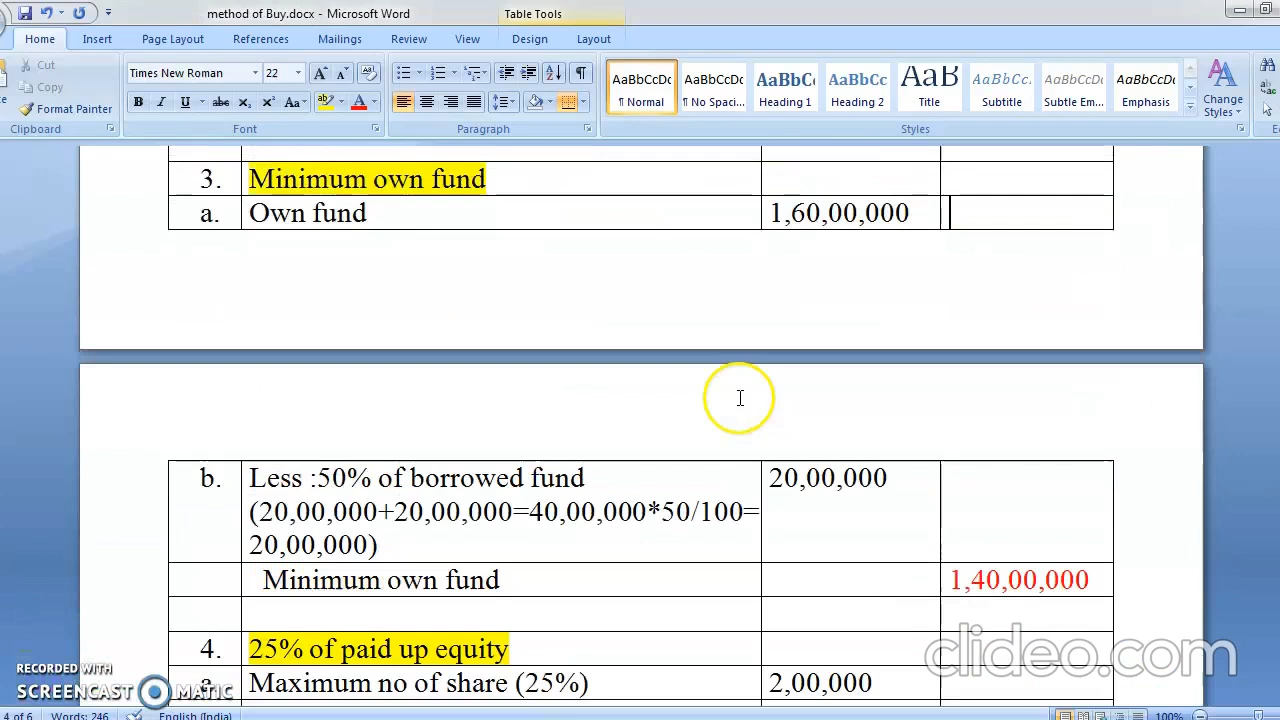 method of Buy.docx - Microsoft Word
Table Tools
Home Insert Page Layout References Mailings Review View Design Layout
Cut
Copy
Format Painter
Clipboard
Times New Roman 22
Font
Paragraph
AaBbCcDc AaBbCcDc AaBbCc AaBbCc AaB AaBbCc. AaBbCcDc AaBbCcDc
¶ Normal ¶ No Spaci... Heading 1 Heading 2 Title Subtitle Subtle Em... Emphasis
Change
Styles
Styles
3. Minimum own fund
a. Own fund 1,60,00,000
b. Less :50% of borrowed fund 20,00,000
(20,00,000+20,00,000=40,00,000*50/100=
20,00,000)
Minimum own fund 1,40,00,000
4. 25% of paid up equity
a Maximum no of share (25%) 2,00,000
clideo.com
RECORDED WITH
SCREENCAST MATIC
4 of 6 Words: 246 English (India) 100%